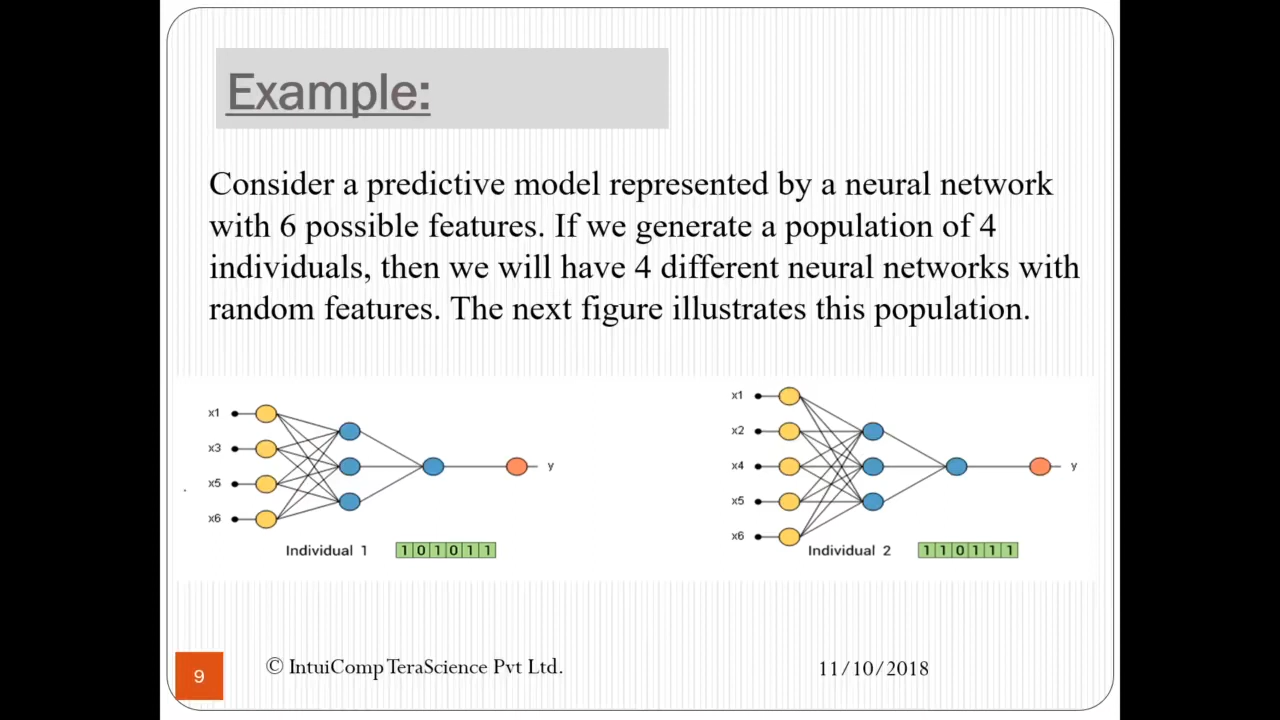 Example:
Consider a predictive model represented by a neural network
with 6 possible features. If we generate a population of 4
individuals, then we will have 4 different neural networks with
random features. The next figure illustrates this population.
x1
x3
x5
x6
y
Individual 1 1 0 1 0 1 1
x1
x2
x4
x5
x6
y
Individual 2 1 1 0 1 1 1
9
© IntuiComp TeraScience Pvt Ltd.
11/10/2018